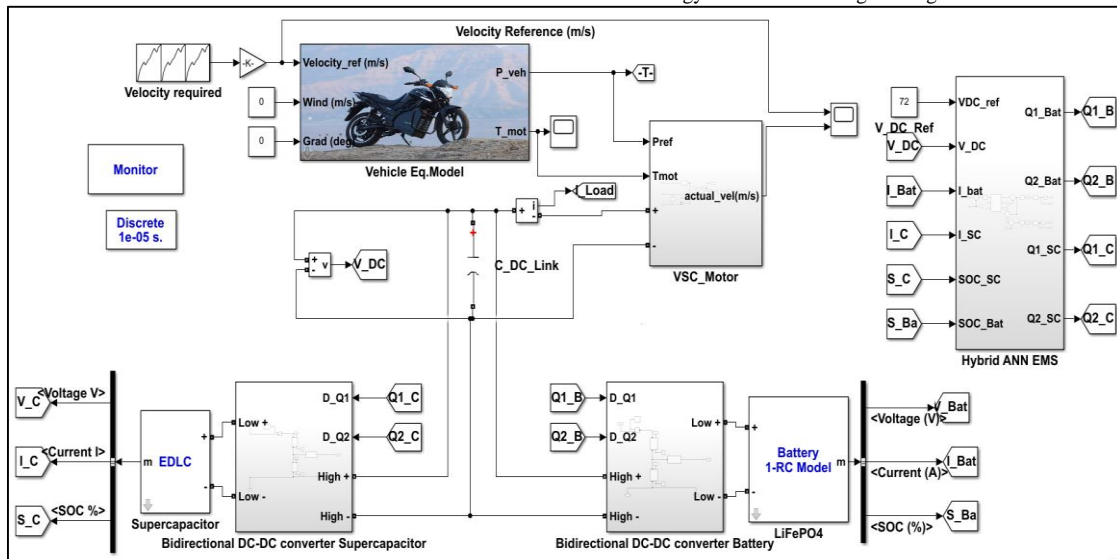 Velocity Reference (m/s)
-K-
Velocity required
Velocity_ref (m/s)
P_veh
-T-
0
Wind (m/s)
T_mot
0
Grad (deg)
Vehicle Eq.Model
Monitor
Discrete
1e-05 s.
Pref
Tmot
actual_vel(m/s)
+
-
VSC_Motor
i
+
-
I_Load
+
-
v
V_DC
+
C_DC_Link
72
VDC_ref
Q1_Bat
Q1_B
V_DC_Ref
V_DC
V_DC
I_Bat
I_bat
Q2_Bat
Q2_B
I_C
I_SC
Q1_SC
Q1_C
S_C
SOC_SC
S_Ba
SOC_Bat
Q2_SC
Q2_C
Hybrid ANN EMS
V_C
<Voltage V>
I_C
<Current I>
S_C
<SOC %>
m
EDLC
+
-
Supercapacitor
Low +
Low -
D_Q1
D_Q2
High +
High -
Q1_C
Q2_C
Bidirectional DC-DC converter Supercapacitor
Q1_B
Q2_B
D_Q1
D_Q2
High +
High -
Low +
Low -
Bidirectional DC-DC converter Battery
+
-
Battery
1-RC Model
m
LiFePO4
V_Bat
<Voltage (V)>
I_Bat
<Current (A)>
S_Ba
<SOC (%)>